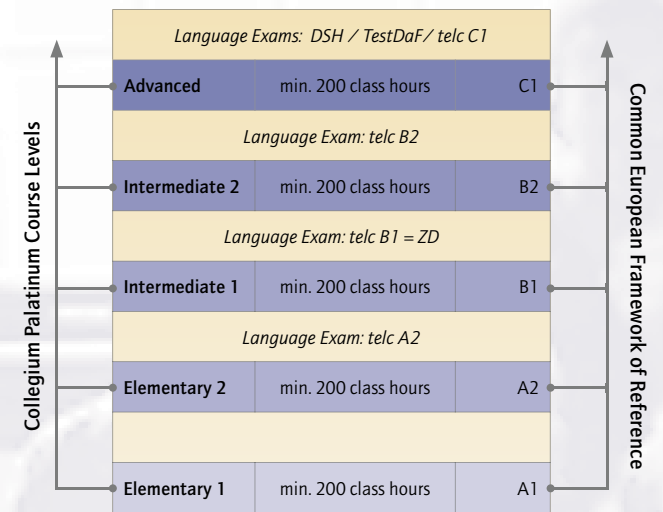 Language Exams: DSH / TestDaF/ telc C1
Advanced min. 200 class hours C1
Language Exam: telc B2
Intermediate 2 min. 200 class hours B2
Language Exam: telc B1 = ZD
Intermediate 1 min. 200 class hours B1
Language Exam: telc A2
Elementary 2 min. 200 class hours A2
Elementary 1 min. 200 class hours A1
Collegium Palatinum Course Levels
Common European Framework of Reference